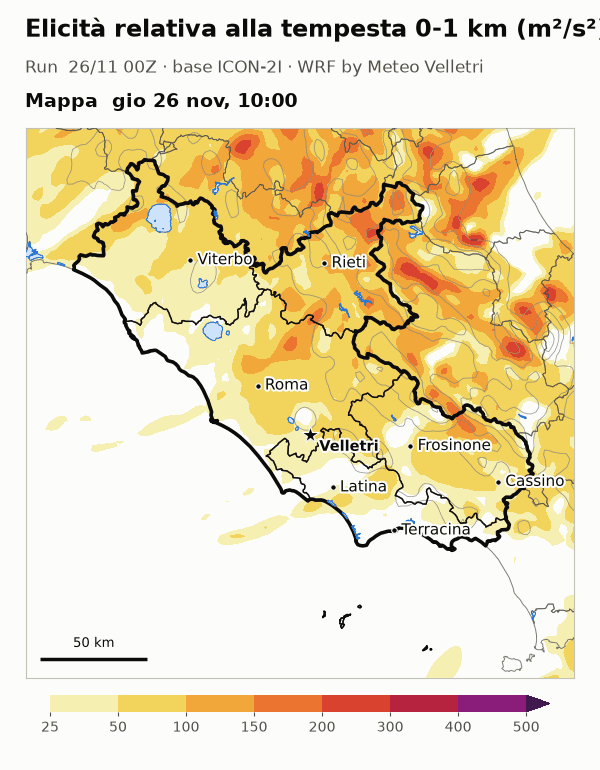 Elicità relativa alla tempesta 0-1 km (m²/s²)
Run 26/11 00Z · base ICON-2I · WRF by Meteo Velletri
Mappa gio 26 nov, 10:00
Viterbo
Rieti
Roma
Velletri
Frosinone
Latina
Cassino
Terracina
50 km
25 50 100 150 200 300 400 500